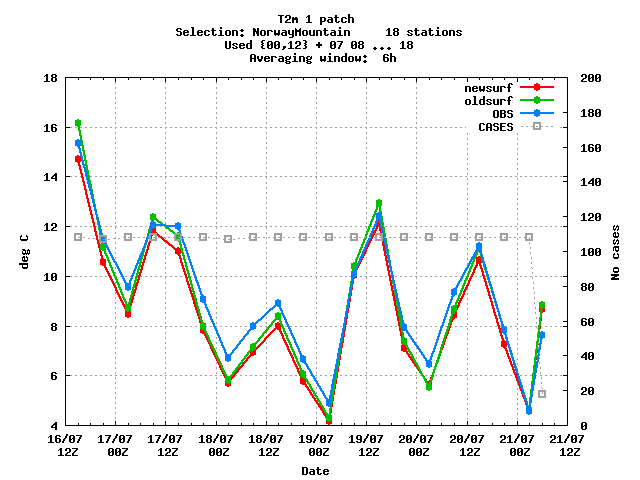 T2m 1 patch
Selection: NorwayMountain 18 stations
Used {00,12} + 07 08 ... 18
Averaging window: 6h
newsurf
oldsurf
OBS
CASES
deg C
18
16
14
12
10
8
6
4
No cases
200
180
160
140
120
100
80
60
40
20
0
16/07 17/07 17/07 18/07 18/07 19/07 19/07 20/07 20/07 21/07 21/07
12Z 00Z 12Z 00Z 12Z 00Z 12Z 00Z 12Z 00Z 12Z
Date